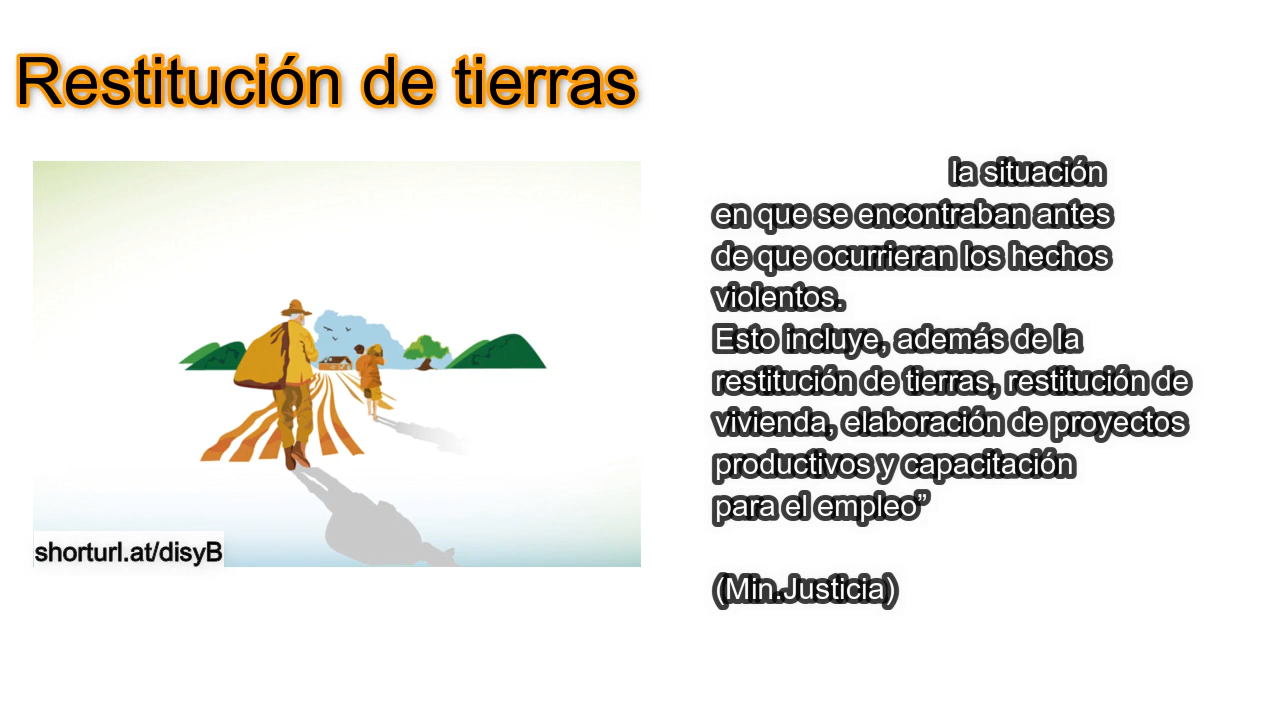 Restitución de tierras
la situación
en que se encontraban antes
de que ocurrieran los hechos
violentos.
Esto incluye, además de la
restitución de tierras, restitución de
vivienda, elaboración de proyectos
productivos y capacitación
para el empleo”
(Min.Justicia)
shorturl.at/disyB